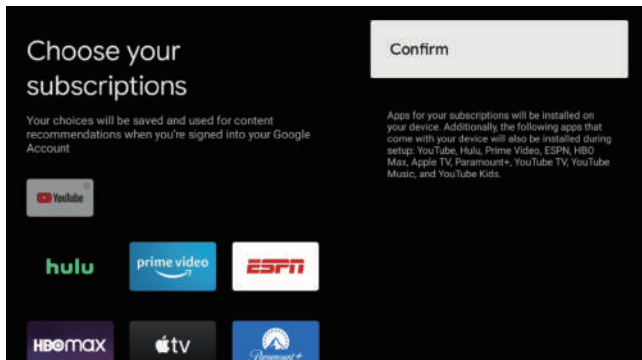 Choose your
subscriptions
Your choices will be saved and used for content
recommendations when you're signed into your Google
Account
YouTube
hulu
prime video
ESPN
HBOmax
tv
Paramount+
Confirm
Apps for your subscriptions will be installed on
your device. Additionally, the following apps that
come with your device will also be installed during
setup: YouTube, Hulu, Prime Video, ESPN, HBO
Max, Apple TV, Paramount+, YouTube TV, YouTube
Music, and YouTube Kids.